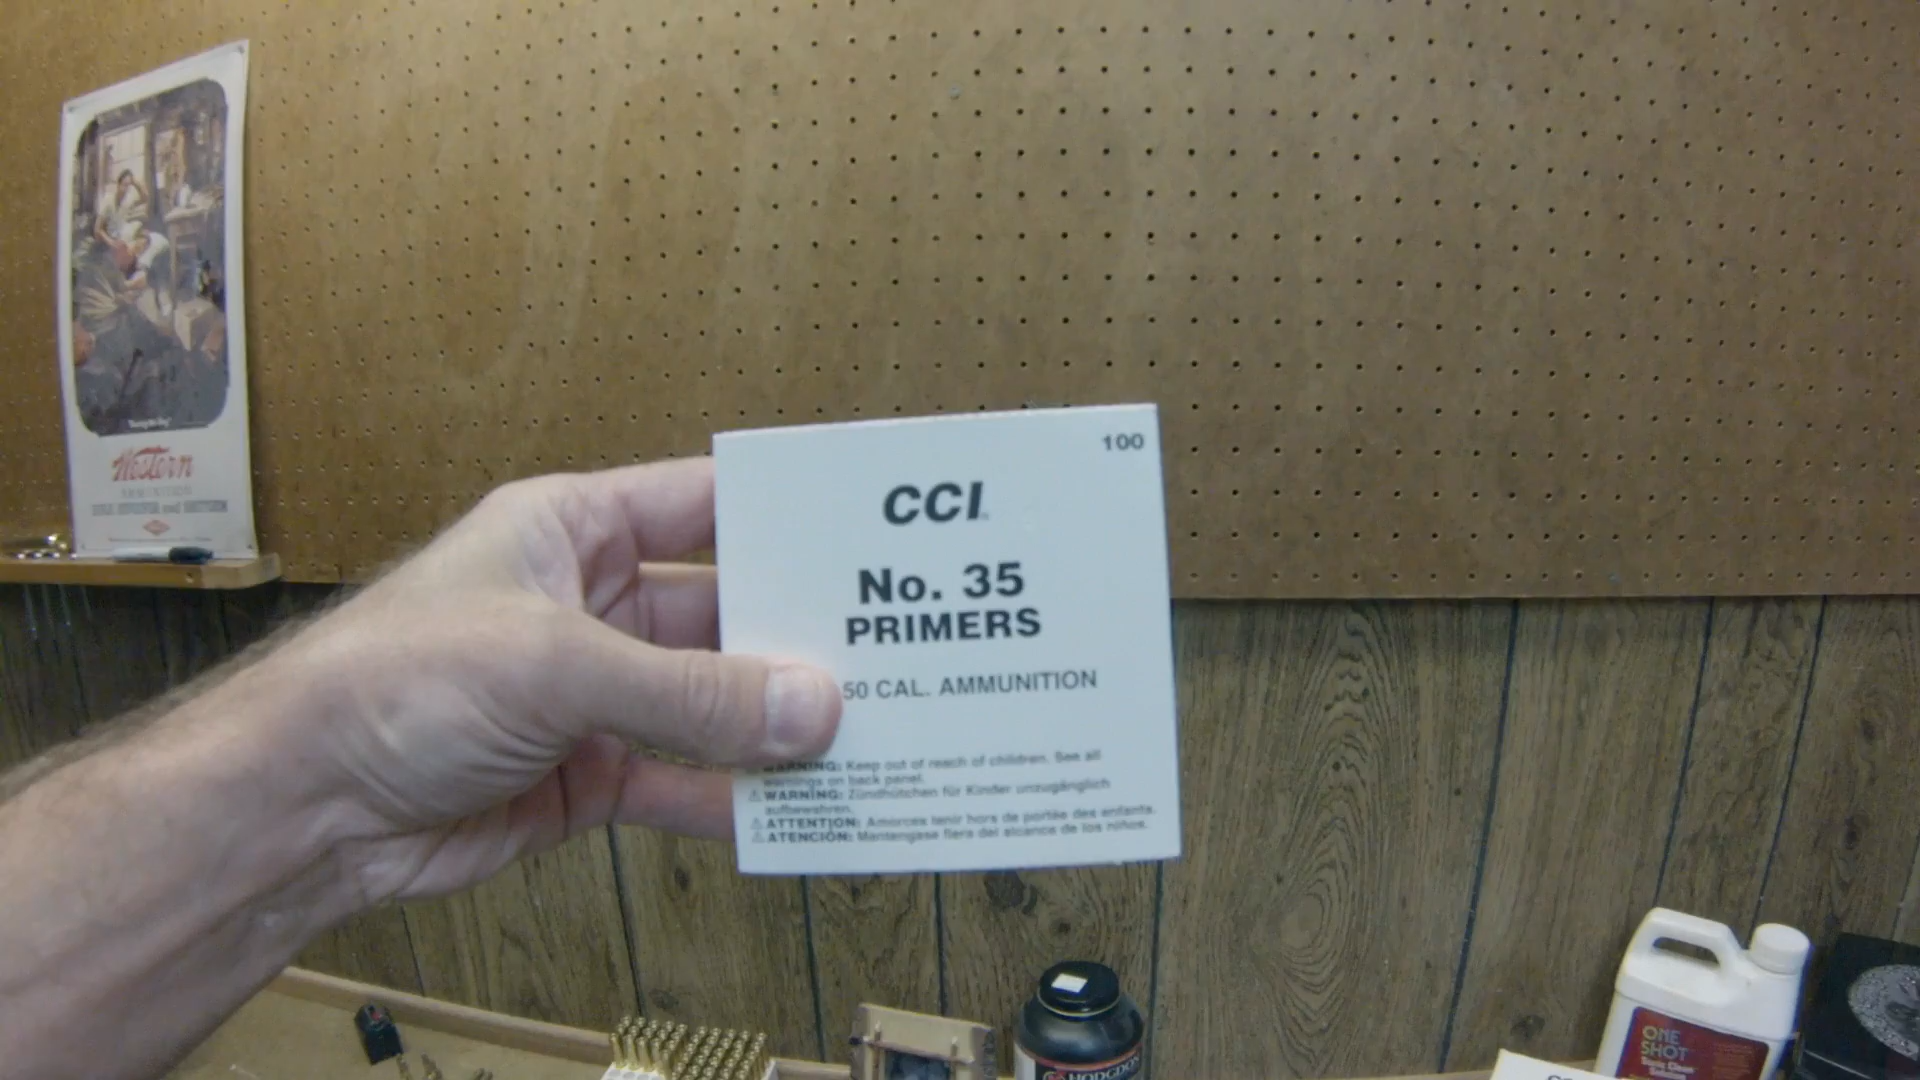 Western
100
CCI
No. 35
PRIMERS
50 CAL. AMMUNITION
WARNING: Keep out of reach of children. See all
warnings on back panel.
WARNING: Zündhütchen für Kinder unzugänglich
aufbewahren.
ATTENTION: Amorces tenir hors de portée des enfants.
ATENCIÓN: Mantengase fiera del alcance de los niños.
HODGDON
ONE
SHOT